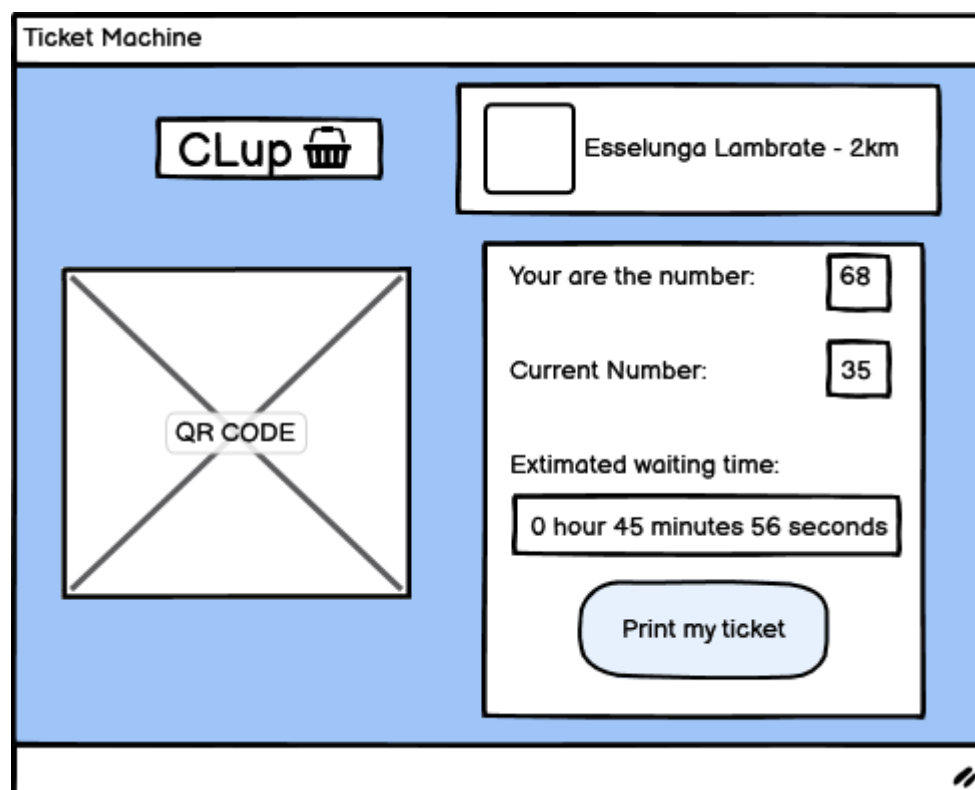 Ticket Machine
CLup
Esselunga Lambrate - 2km
QR CODE
Your are the number: 68
Current Number: 35
Extimated waiting time:
0 hour 45 minutes 56 seconds
Print my ticket